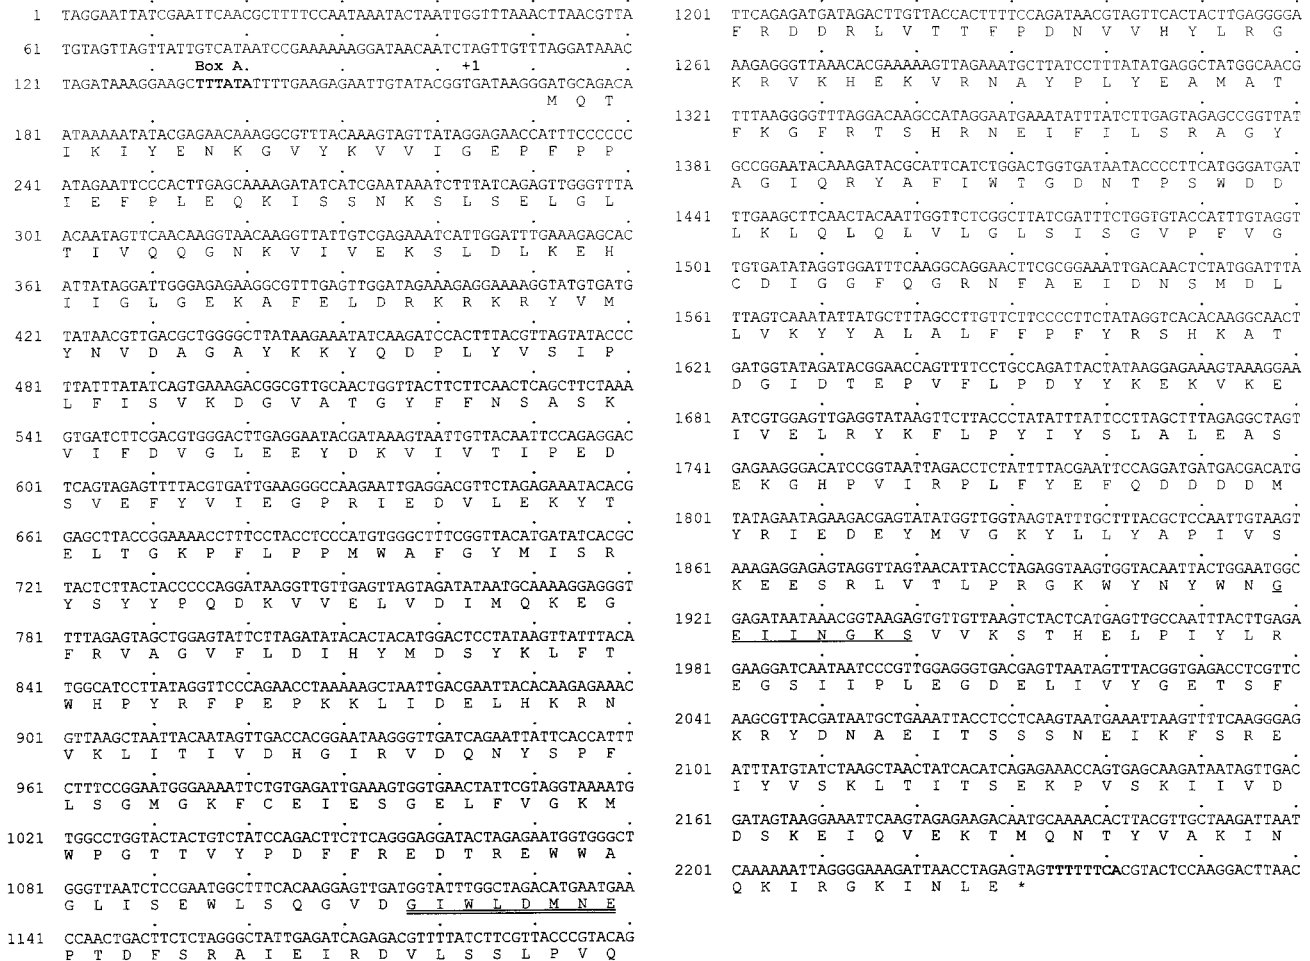 1 TAGGAATTATCGAATTCAACGCTTTTCCAATAAATACTAATTGGTTTAAACTTAACGTTA
61 TGTAGTTAGTTATTGTCATAATCCGAAAAAAGGATAACAATCTAGTTGTTTAGGATAAAC
Box A. +1
121 TAGATAAAGGAAGCTTTATATTTTGAAGAGAATTGTATACGGTGATAAGGGATGCAGACA
M Q T
181 ATAAAAATATACGAGAACAAAGGCGTTTACAAAGTAGTTATAGGAGAACCATTTCCCCCC
I K I Y E N K G V Y K V V I G E P F P P
241 ATAGAATTCCCACTTGAGCAAAAGATATCATCGAATAAATCTTTATCAGAGTTGGGTTTA
I E F P L E Q K I S S N K S L S E L G L
301 ACAATAGTTCAACAAGGTAACAAGGTTATTGTCGAGAAATCATTGGATTTGAAAGAGCAC
T I V Q Q G N K V I V E K S L D L K E H
361 ATTATAGGATTGGGAGAGAAGGCGTTTGAGTTGGATAGAAAGAGGAAAAGGTATGTGATG
I I G L G E K A F E L D R K R K R Y V M
421 TATAACGTTGACGCTGGGGCTTATAAGAAATATCAAGATCCACTTTACGTTAGTATACCC
Y N V D A G A Y K K Y Q D P L Y V S I P
481 TTATTTATATCAGTGAAAGACGGCGTTGCAACTGGTTACTTCTTCAACTCAGCTTCTAAA
L F I S V K D G V A T G Y F F N S A S K
541 GTGATCTTCGACGTGGGACTTGAGGAATACGATAAAGTAATTGTTACAATTCCAGAGGAC
V I F D V G L E E Y D K V I V T I P E D
601 TCAGTAGAGTTTTACGTGATTGAAGGGCCAAGAATTGAGGACGTTCTAGAGAAATACACG
S V E F Y V I E G P R I E D V L E K Y T
661 GAGCTTACCGGAAAACCTTTCCTACCTCCCATGTGGGCTTTCGGTTACATGATATCACGC
E L T G K P F L P P M W A F G Y M I S R
721 TACTCTTACTACCCCCAGGATAAGGTTGTTGAGTTAGTAGATATAATGCAAAAGGAGGGT
Y S Y Y P Q D K V V E L V D I M Q K E G
781 TTTAGAGTAGCTGGAGTATTCTTAGATATACACTACATGGACTCCTATAAGTTATTTACA
F R V A G V F L D I H Y M D S Y K L F T
841 TGGCATCCTTATAGGTTCCCAGAACCTAAAAAGCTAATTGACGAATTACACAAGAGAAAC
W H P Y R F P E P K K L I D E L H K R N
901 GTTAAGCTAATTACAATAGTTGACCACGGAATAAGGGTTGATCAGAATTATTCACCATTT
V K L I T I V D H G I R V D Q N Y S P F
961 CTTTCCGGAATGGGAAAATTCTGTGAGATTGAAAGTGGTGAACTATTCGTAGGTAAAATG
L S G M G K F C E I E S G E L F V G K M
1021 TGGCCTGGTACTACTGTCTATCCAGACTTCTTCAGGGAGGATACTAGAGAATGGTGGGCT
W P G T T V Y P D F F R E D T R E W W A
1081 GGGTTAATCTCCGAATGGCTTTCACAAGGAGTTGATGGTATTTGGCTAGACATGAATGAA
G L I S E W L S Q G V D G I W L D M N E
1141 CCAACTGACTTCTCTAGGGCTATTGAGATCAGAGACGTTTTATCTTCGTTACCCGTACAG
P T D F S R A I E I R D V L S S L P V Q
1201 TTCAGAGATGATAGACTTGTTACCACTTTTCCAGATAACGTAGTTCACTACTTGAGGGGA
F R D D R L V T T F P D N V V H Y L R G
1261 AAGAGGGTTAAACACGAAAAAGTTAGAAATGCTTATCCTTTATATGAGGCTATGGCAACG
K R V K H E K V R N A Y P L Y E A M A T
1321 TTTAAGGGGTTTAGGACAAGCCATAGGAATGAAATATTTATCTTGAGTAGAGCCGGTTAT
F K G F R T S H R N E I F I L S R A G Y
1381 GCCGGAATACAAAGATACGCATTCATCTGGACTGGTGATAATACCCCTTCATGGGATGAT
A G I Q R Y A F I W T G D N T P S W D D
1441 TTGAAGCTTCAACTACAATTGGTTCTCGGCTTATCGATTTCTGGTGTACCATTTGTAGGT
L K L Q L Q L V L G L S I S G V P F V G
1501 TGTGATATAGGTGGATTTCAAGGCAGGAACTTCGCGGAAATTGACAACTCTATGGATTTA
C D I G G F Q G R N F A E I D N S M D L
1561 TTAGTCAAATATTATGCTTTAGCCTTGTTCTTCCCCTTCTATAGGTCACACAAGGCAACT
L V K Y Y A L A L F F P F Y R S H K A T
1621 GATGGTATAGATACGGAACCAGTTTTCCTGCCAGATTACTATAAGGAGAAAGTAAAGGAA
D G I D T E P V F L P D Y Y K E K V K E
1681 ATCGTGGAGTTGAGGTATAAGTTCTTACCCTATATTTATTCCTTAGCTTTAGAGGCTAGT
I V E L R Y K F L P Y I Y S L A L E A S
1741 GAGAAGGGACATCCGGTAATTAGACCTCTATTTTACGAATTCCAGGATGATGACGACATG
E K G H P V I R P L F Y E F Q D D D D M
1801 TATAGAATAGAAGACGAGTATATGGTTGGTAAGTATTTGCTTTACGCTCCAATTGTAAGT
Y R I E D E Y M V G K Y L L Y A P I V S
1861 AAAGAGGAGAGTAGGTTAGTAACATTACCTAGAGGTAAGTGGTACAATTACTGGAATGGC
K E E S R L V T L P R G K W Y N Y W N G
1921 GAGATAATAAACGGTAAGAGTGTTGTTAAGTCTACTCATGAGTTGCCAATTTACTTGAGA
E I I N G K S V V K S T H E L P I Y L R
1981 GAAGGATCAATAATCCCGTTGGAGGGTGACGAGTTAATAGTTTACGGTGAGACCTCGTTC
E G S I I P L E G D E L I V Y G E T S F
2041 AAGCGTTACGATAATGCTGAAATTACCTCCTCAAGTAATGAAATTAAGTTTTCAAGGGAG
K R Y D N A E I T S S S N E I K F S R E
2101 ATTTATGTATCTAAGCTAACTATCACATCAGAGAAACCAGTGAGCAAGATAATAGTTGAC
I Y V S K L T I T S E K P V S K I I V D
2161 GATAGTAAGGAAATTCAAGTAGAGAAGACAATGCAAAACACTTACGTTGCTAAGATTAAT
D S K E I Q V E K T M Q N T Y V A K I N
2201 CAAAAAATTAGGGGAAAGATTAACCTAGAGTAGTTTTTTCACGTACTCCAAGGACTTAAC
Q K I R G K I N L E *